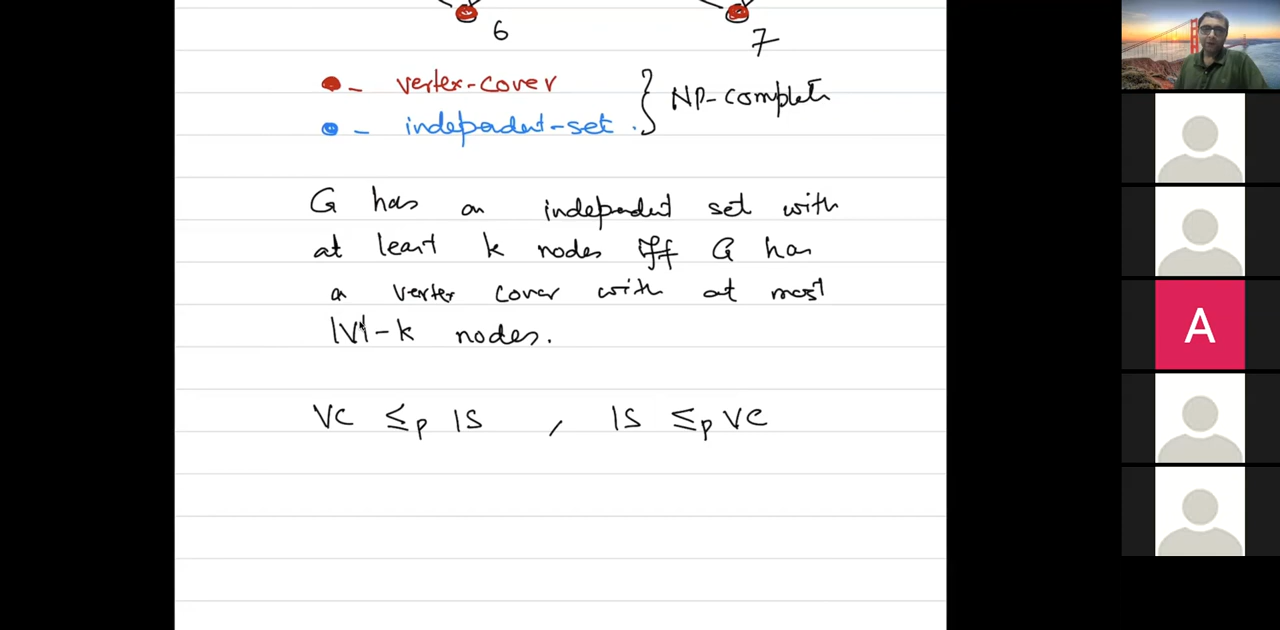 6
7
- vertex-cover
- independent-set .
} NP-complete
G has an independent set with
at least k nodes iff G has
a vertex cover with at most
|V|-k nodes.
VC ≤p IS , IS ≤p VC
A